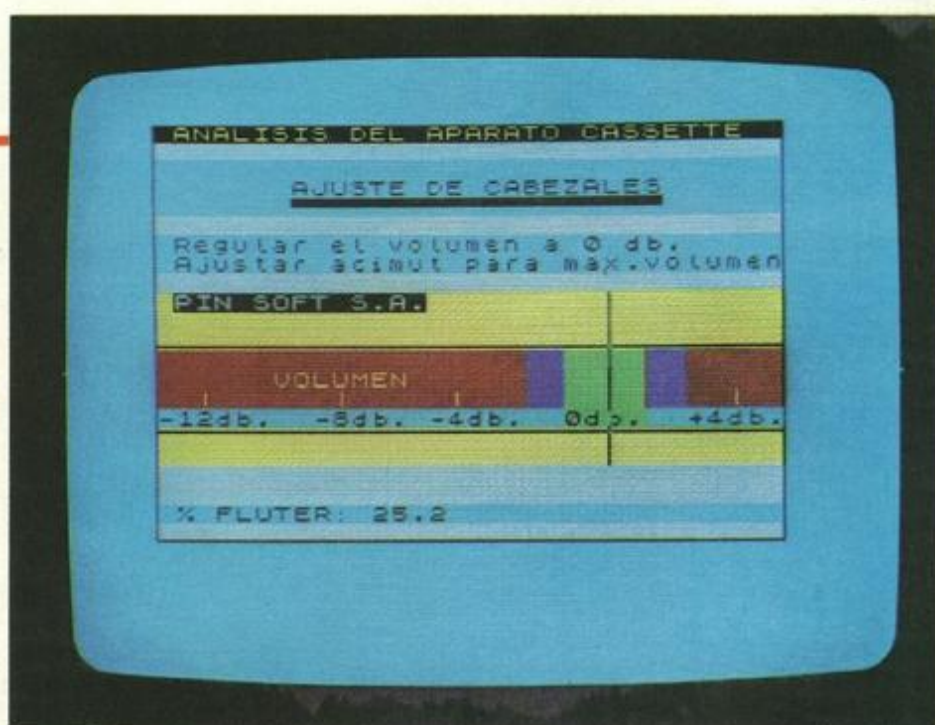 ANALISIS DEL APARATO CASSETTE
AJUSTE DE CABEZALES
Regular el volumen a 0 db.
Ajustar acimut para max.volumen
PIN SOFT S.A.
VOLUMEN
-12db. -8db. -4db. 0db. +4db.
% FLUTER: 25.2